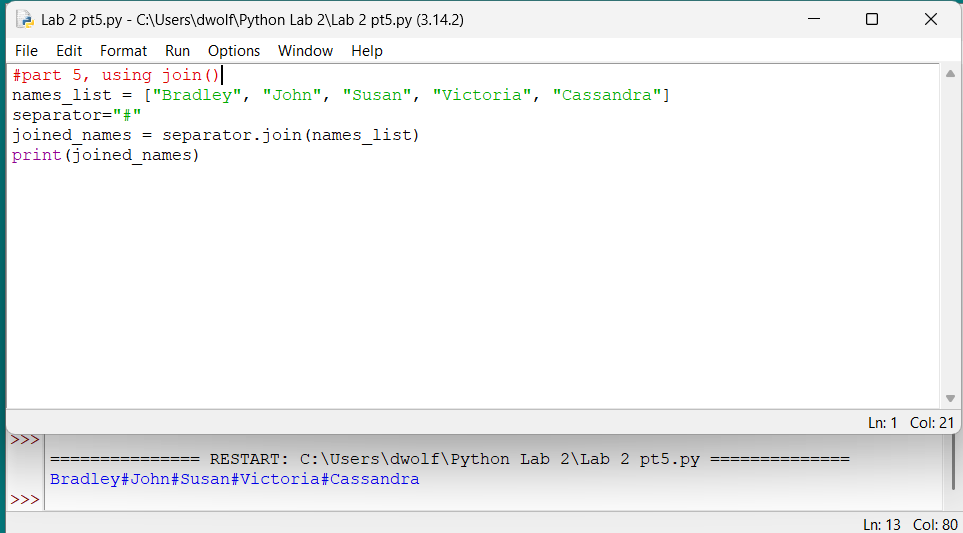 Lab 2 pt5.py - C:\Users\dwolf\Python Lab 2\Lab 2 pt5.py (3.14.2)
File Edit Format Run Options Window Help
#part 5, using join()
names_list = ["Bradley", "John", "Susan", "Victoria", "Cassandra"]
separator="#"
joined_names = separator.join(names_list)
print(joined_names)
Ln: 1 Col: 21
>>>
=============== RESTART: C:\Users\dwolf\Python Lab 2\Lab 2 pt5.py ==============
Bradley#John#Susan#Victoria#Cassandra
>>>
Ln: 13 Col: 80